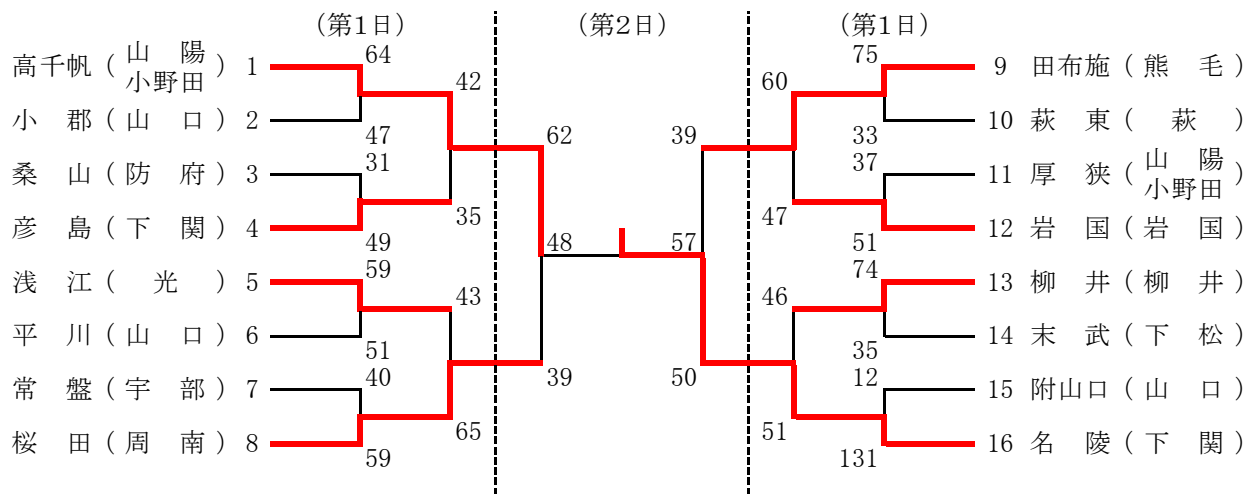 (第1日) (第2日) (第1日)
高千帆(山 陽 小野田) 1
小 郡(山 口) 2
桑 山(防 府) 3
彦 島(下 関) 4
浅 江( 光 ) 5
平 川(山 口) 6
常 盤(宇 部) 7
桜 田(周 南) 8
64
47
31
49
59
51
40
59
42
35
43
65
62
39
48
57
39
50
60
47
46
51
75
33
37
51
74
35
12
131
9 田布施(熊 毛)
10 萩 東( 萩 )
11 厚 狭(山 陽 小野田)
12 岩 国(岩 国)
13 柳 井(柳 井)
14 末 武(下 松)
15 附山口(山 口)
16 名 陵(下 関)